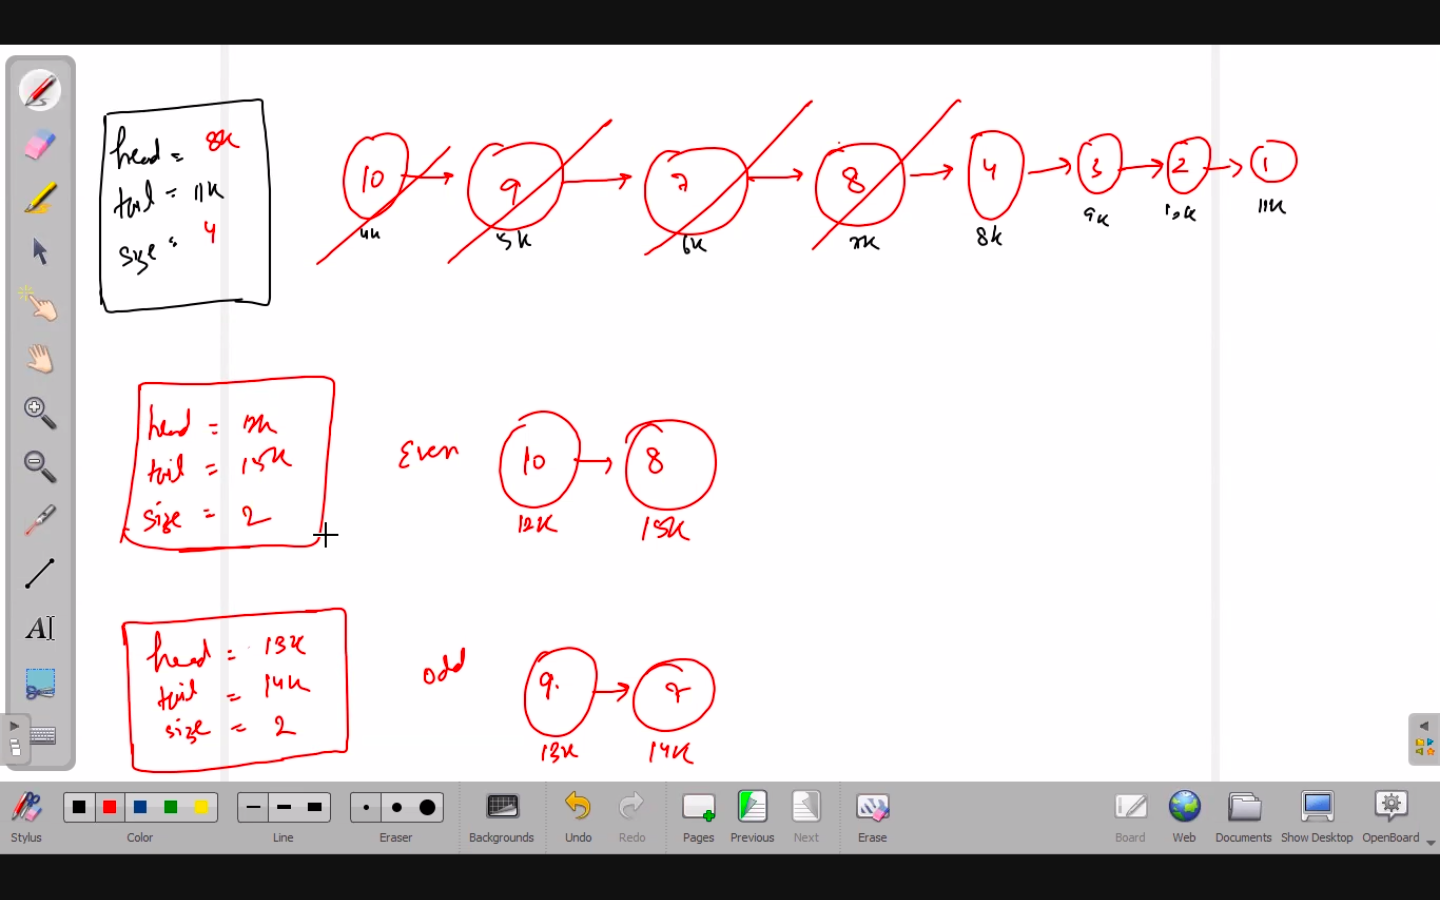 head = 8k
tail = 11k
size = 4
10 9 7 8 4 3 2 1
4k 5k 6k 7k 8k 9k 10k 11k
head = 12k
tail = 15k
size = 2
Even 10 8
12k 15k
head = 13k
tail = 14k
size = 2
odd 9 7
13k 14k
A
Stylus Color Line Eraser Backgrounds Undo Redo Pages Previous Next Erase Board Web Documents Show Desktop OpenBoard